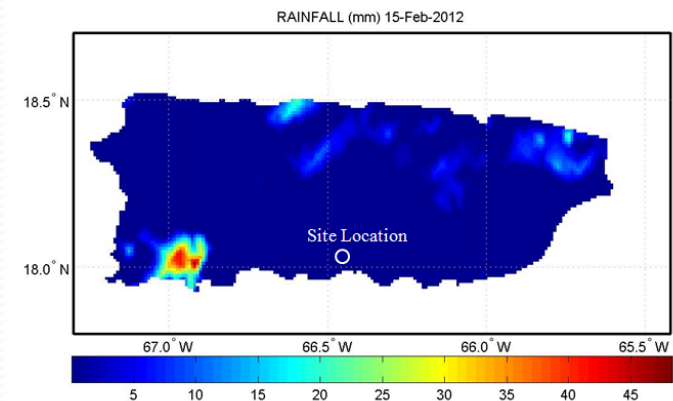 RAINFALL (mm) 15-Feb-2012
18.5° N
Site Location
18.0° N
67.0° W 66.5° W 66.0° W 65.5° W
5 10 15 20 25 30 35 40 45